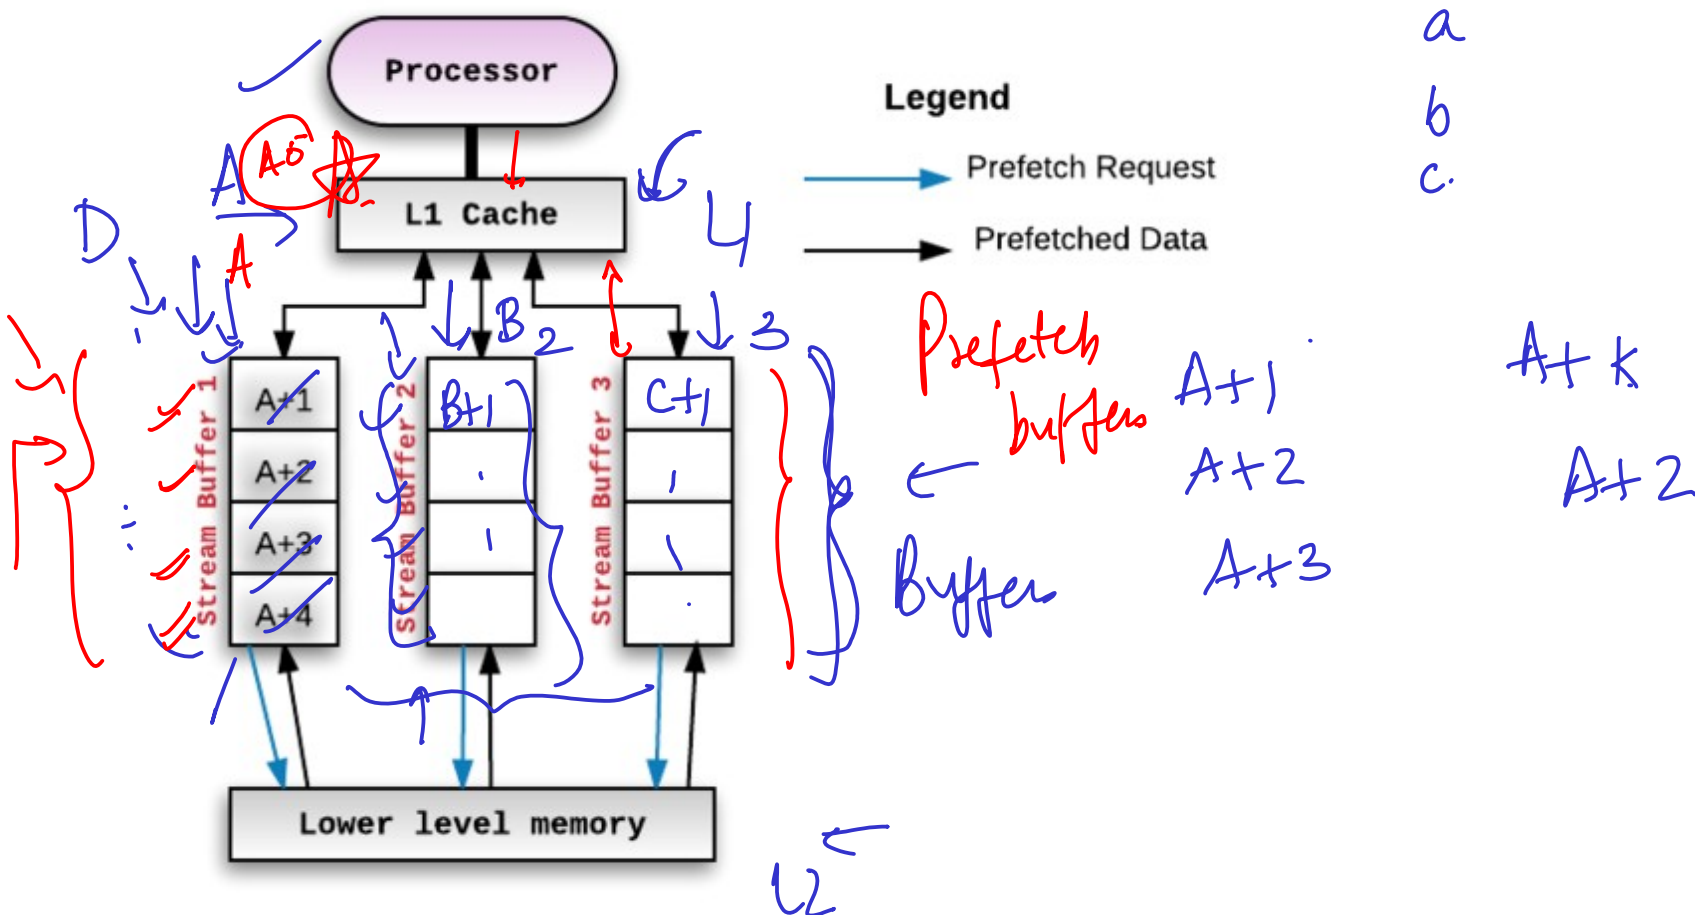 Processor
Legend
a
b
c.
Prefetch Request
Prefetched Data
A
L1 Cache
D
4
A
B
2
3
Prefetch
buffers
Stream Buffer 1
A+1
A+2
A+3
A+4
Stream Buffer 2
B+1
Stream Buffer 3
C+1
A+1
A+2
A+3
A+k
A+2
Buffers
Lower level memory
L2